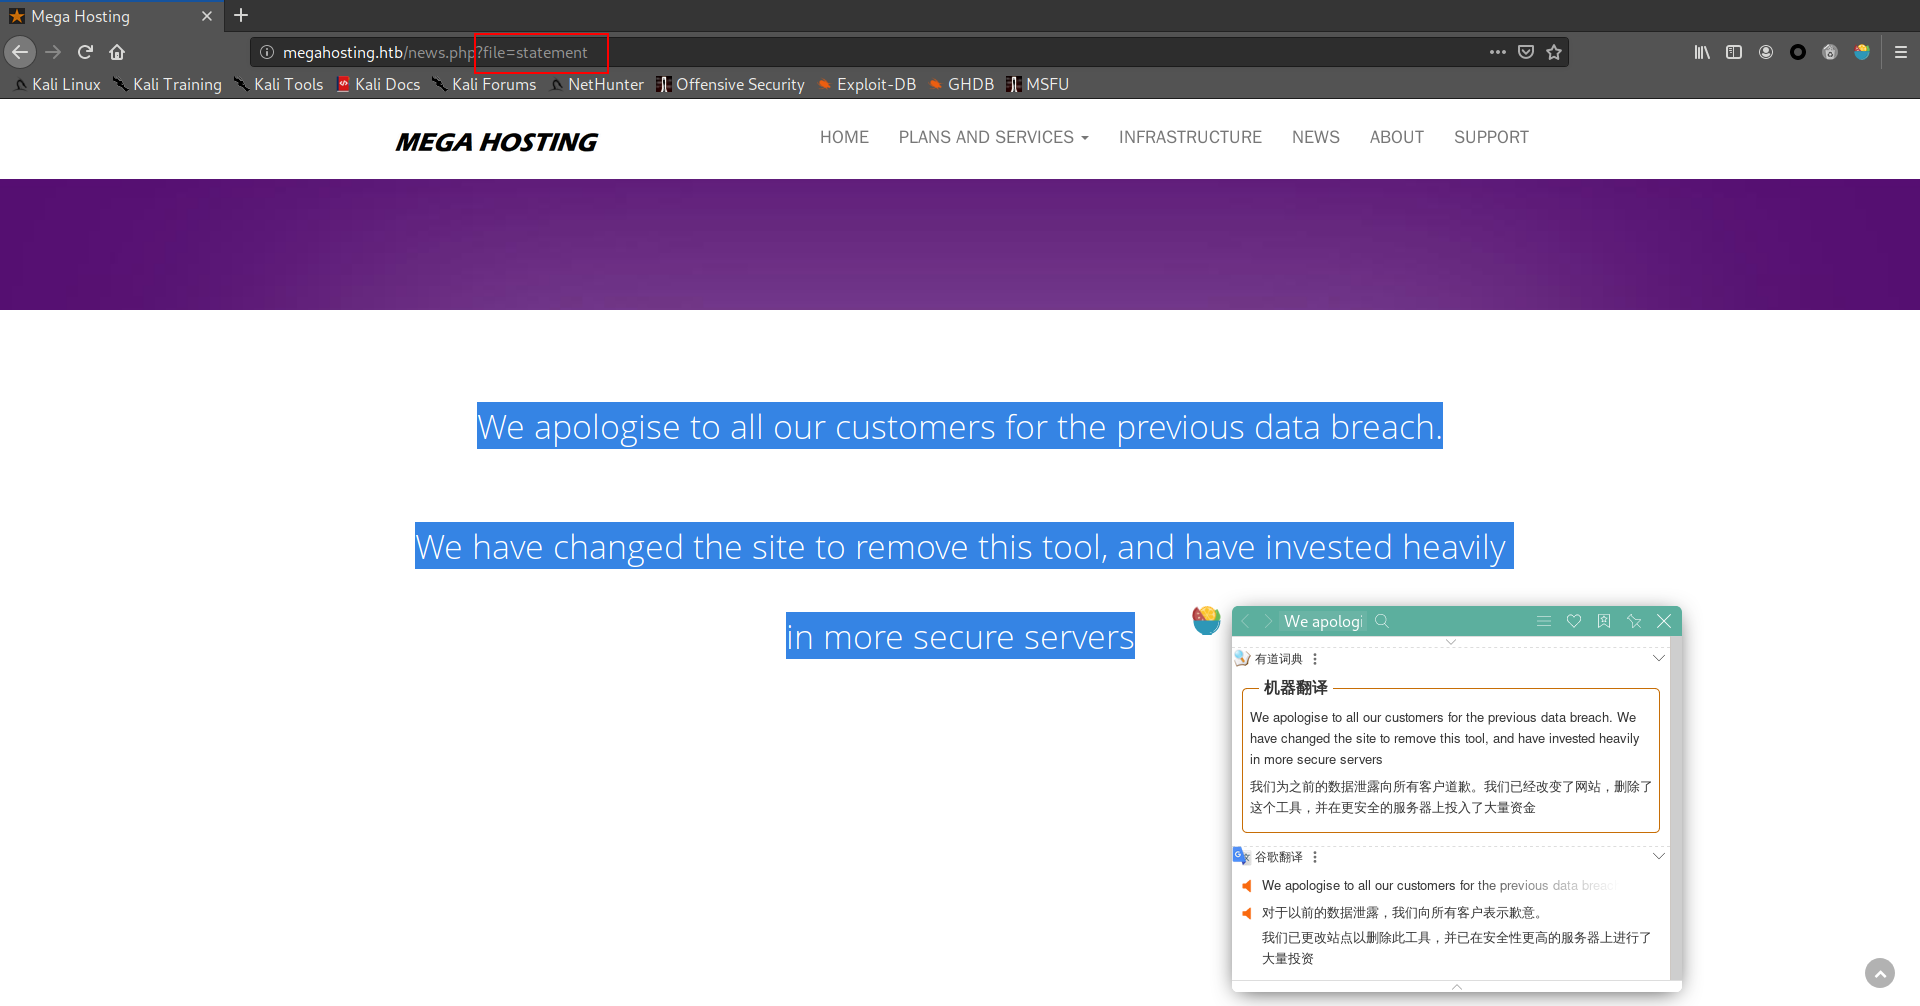 Mega Hosting
megahosting.htb/news.php?file=statement
Kali Linux Kali Training Kali Tools Kali Docs Kali Forums NetHunter Offensive Security Exploit-DB GHDB MSFU
MEGA HOSTING HOME PLANS AND SERVICES INFRASTRUCTURE NEWS ABOUT SUPPORT
We apologise to all our customers for the previous data breach.
We have changed the site to remove this tool, and have invested heavily
in more secure servers
We apologi
有道词典
机器翻译
We apologise to all our customers for the previous data breach. We
have changed the site to remove this tool, and have invested heavily
in more secure servers
我们为之前的数据泄露向所有客户道歉。我们已经改变了网站，删除了
这个工具，并在更安全的服务器上投入了大量资金
谷歌翻译
We apologise to all our customers for the previous data breac
对于以前的数据泄露，我们向所有客户表示歉意。
我们已更改站点以删除此工具，并已在安全性更高的服务器上进行了
大量投资